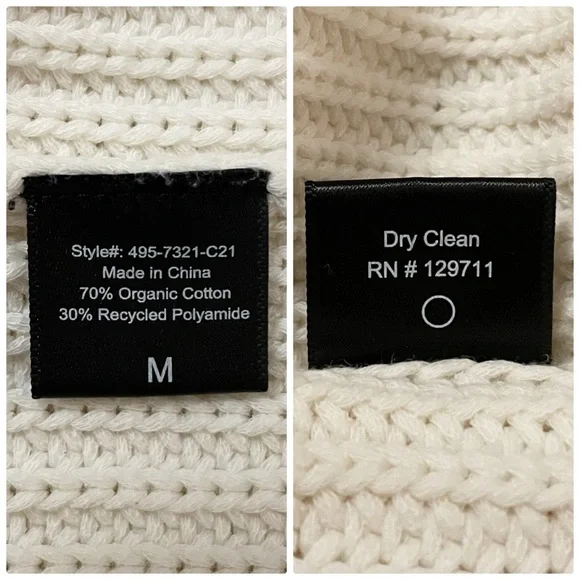 Style#: 495-7321-C21
Made in China
70% Organic Cotton
30% Recycled Polyamide
M
Dry Clean
RN # 129711